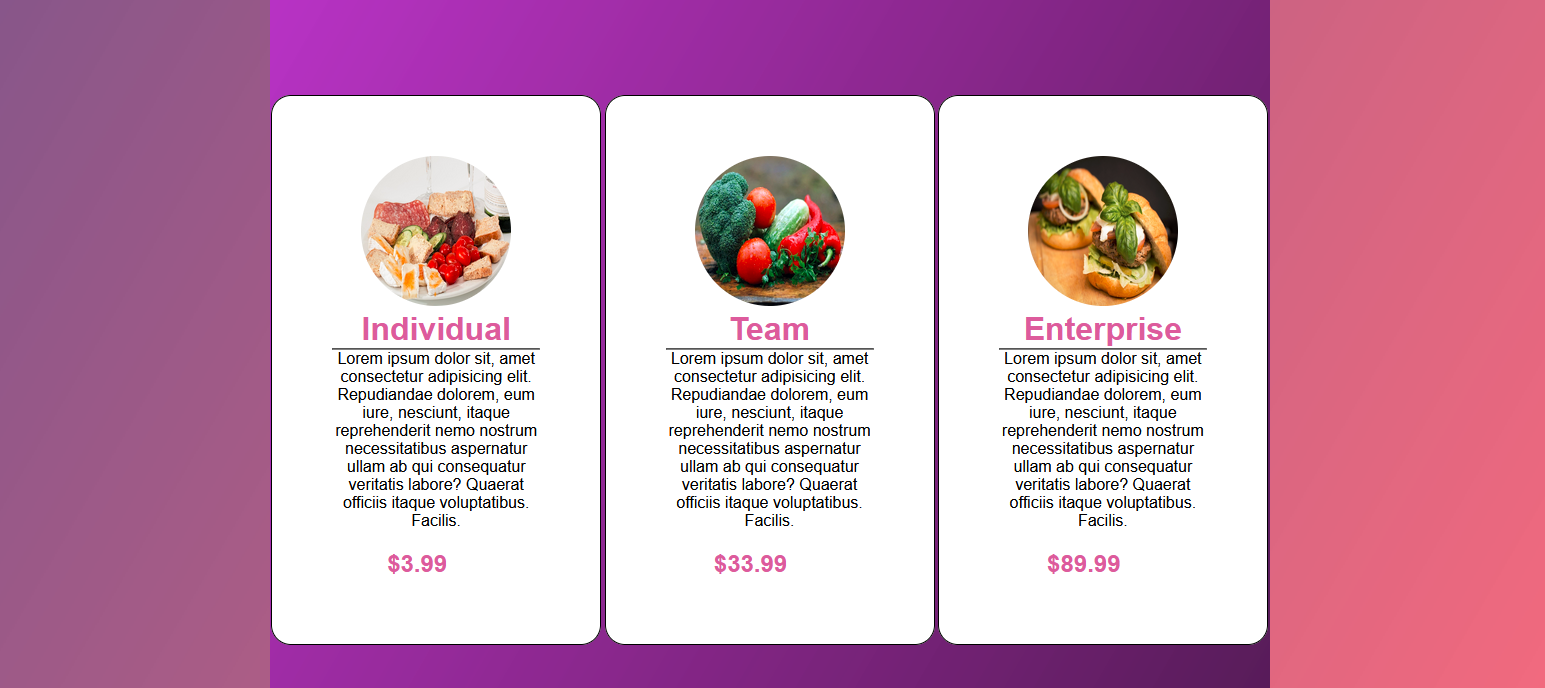 Individual
Lorem ipsum dolor sit, amet
consectetur adipisicing elit.
Repudiandae dolorem, eum
iure, nesciunt, itaque
reprehenderit nemo nostrum
necessitatibus aspernatur
ullam ab qui consequatur
veritatis labore? Quaerat
officiis itaque voluptatibus.
Facilis.
$3.99
Team
Lorem ipsum dolor sit, amet
consectetur adipisicing elit.
Repudiandae dolorem, eum
iure, nesciunt, itaque
reprehenderit nemo nostrum
necessitatibus aspernatur
ullam ab qui consequatur
veritatis labore? Quaerat
officiis itaque voluptatibus.
Facilis.
$33.99
Enterprise
Lorem ipsum dolor sit, amet
consectetur adipisicing elit.
Repudiandae dolorem, eum
iure, nesciunt, itaque
reprehenderit nemo nostrum
necessitatibus aspernatur
ullam ab qui consequatur
veritatis labore? Quaerat
officiis itaque voluptatibus.
Facilis.
$89.99